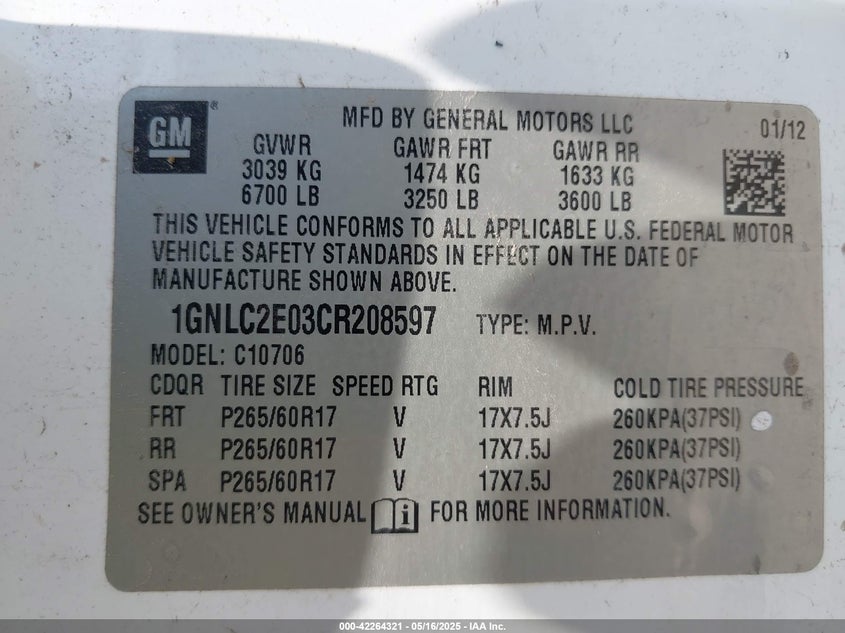 GM ®
MFD BY GENERAL MOTORS LLC 01/12
GVWR GAWR FRT GAWR RR
3039 KG 1474 KG 1633 KG
6700 LB 3250 LB 3600 LB
THIS VEHICLE CONFORMS TO ALL APPLICABLE U.S. FEDERAL MOTOR
VEHICLE SAFETY STANDARDS IN EFFECT ON THE DATE OF
MANUFACTURE SHOWN ABOVE.
1GNLC2E03CR208597 TYPE: M.P.V.
MODEL: C10706
CDQR TIRE SIZE SPEED RTG RIM COLD TIRE PRESSURE
FRT P265/60R17 V 17X7.5J 260KPA(37PSI)
RR P265/60R17 V 17X7.5J 260KPA(37PSI)
SPA P265/60R17 V 17X7.5J 260KPA(37PSI)
SEE OWNER'S MANUAL i FOR MORE INFORMATION.
000-42264321 - 05/16/2025 - IAA Inc.